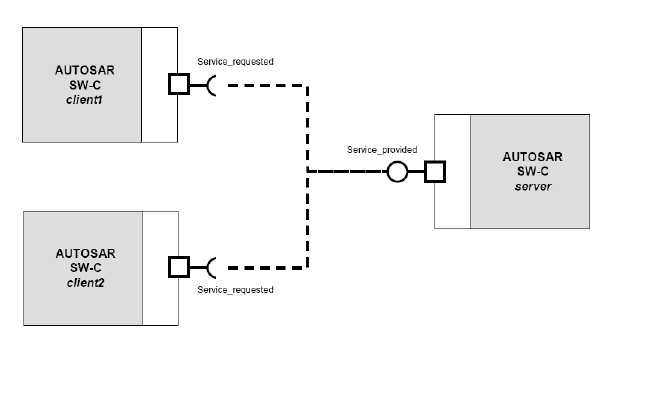 Service_requested
AUTOSAR
SW-C
client1
Service_provided
AUTOSAR
SW-C
server
AUTOSAR
SW-C
client2
Service_requested